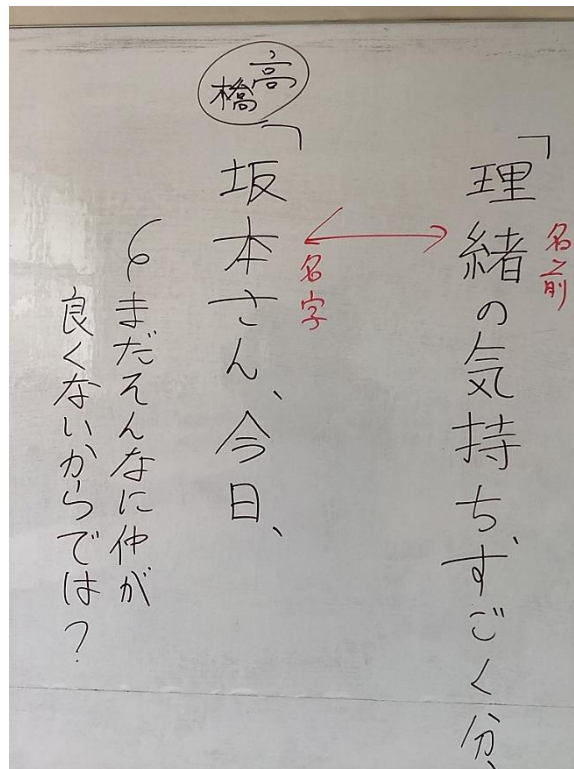 「理緒の気持ち、すごく分、
名前
名字
高橋
「坂本さん、今日、
まだそんなに仲が
良くないからでは？